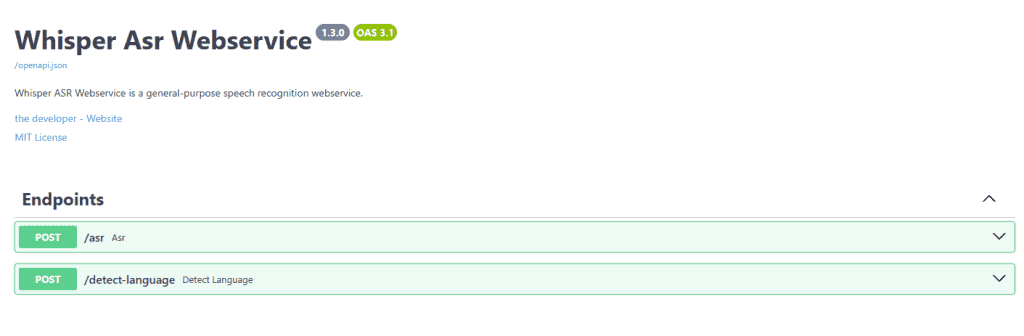 Whisper Asr Webservice 1.3.0 OAS 3.1
/openapi.json
Whisper ASR Webservice is a general-purpose speech recognition webservice.
the developer - Website
MIT License
Endpoints
POST /asr Asr
POST /detect-language Detect Language